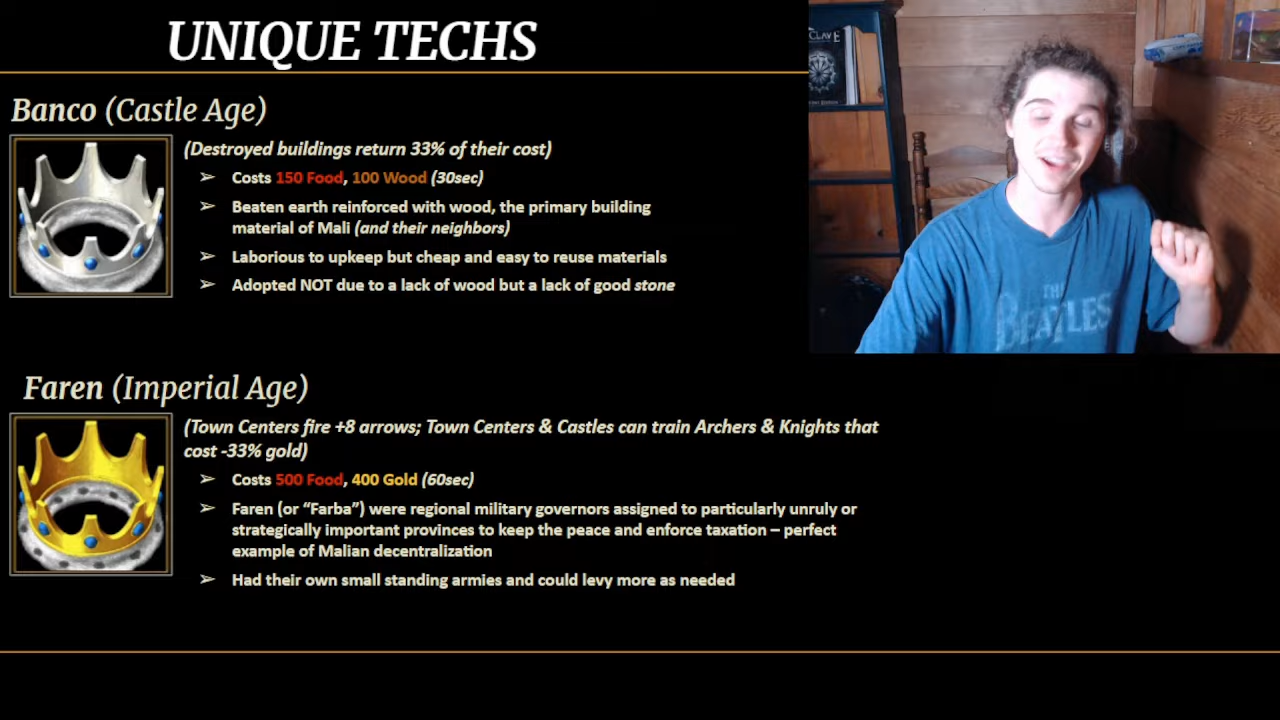 UNIQUE TECHS
Banco (Castle Age)
(Destroyed buildings return 33% of their cost)
➢ Costs 150 Food, 100 Wood (30sec)
➢ Beaten earth reinforced with wood, the primary building
material of Mali (and their neighbors)
➢ Laborious to upkeep but cheap and easy to reuse materials
➢ Adopted NOT due to a lack of wood but a lack of good stone
Faren (Imperial Age)
(Town Centers fire +8 arrows; Town Centers & Castles can train Archers & Knights that
cost -33% gold)
➢ Costs 500 Food, 400 Gold (60sec)
➢ Faren (or “Farba”) were regional military governors assigned to particularly unruly or
strategically important provinces to keep the peace and enforce taxation – perfect
example of Malian decentralization
➢ Had their own small standing armies and could levy more as needed
THE
BEATLES